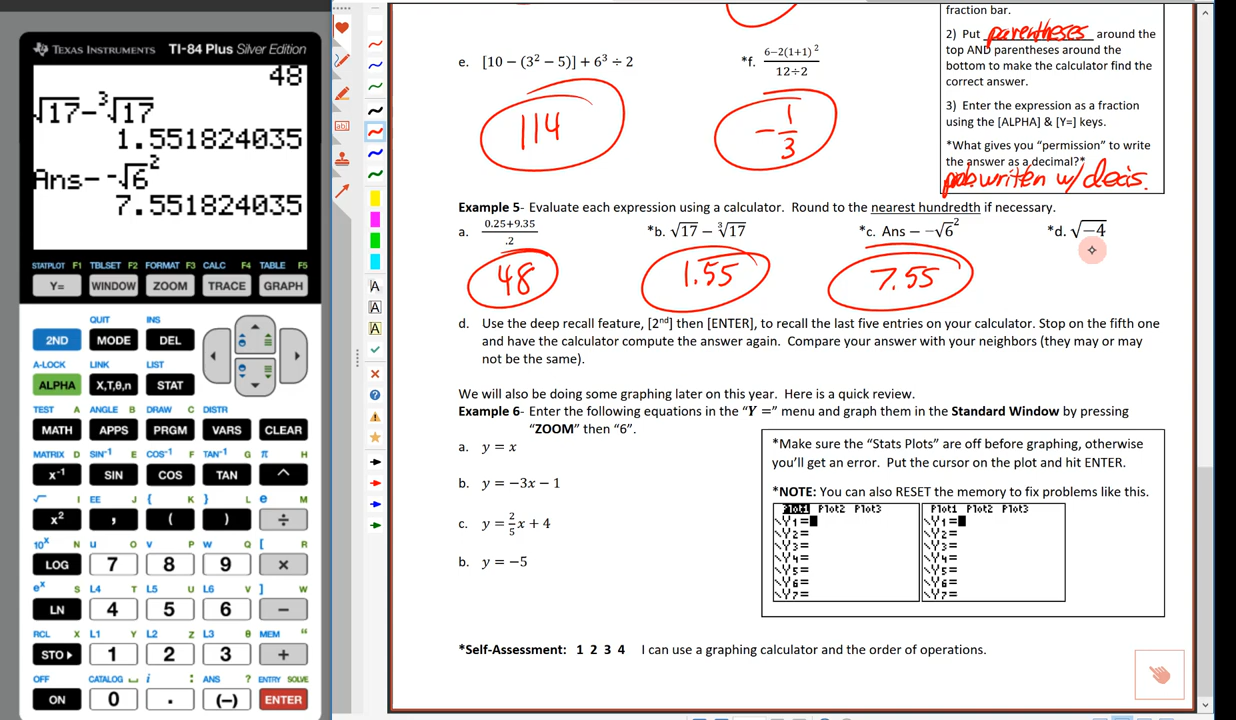 TEXAS INSTRUMENTS TI-84 Plus Silver Edition
48
√17-³√17
1.551824035
Ans--√6²
7.551824035
STATPLOT F1 TBLSET F2 FORMAT F3 CALC F4 TABLE F5
Y= WINDOW ZOOM TRACE GRAPH
QUIT INS
2ND MODE DEL
A-LOCK LINK LIST
ALPHA X,T,θ,n STAT
TEST A ANGLE B DRAW C DISTR
MATH APPS PRGM VARS CLEAR
MATRIX D SIN⁻¹ E COS⁻¹ F TAN⁻¹ G π H
x⁻¹ SIN COS TAN ^
√ I EE J { K } L e M
x² , ( ) ÷
10ˣ N u O v P w Q [ R
LOG 7 8 9 ×
eˣ S L4 T L5 U L6 V ] W
LN 4 5 6 −
RCL X L1 Y L2 Z L3 θ MEM "
STO▸ 1 2 3 +
OFF CATALOG i : ANS ? ENTRY SOLVE
ON 0 . (−) ENTER
abl
A
A
A
fraction bar.
2) Put parentheses around the
top AND parentheses around the
bottom to make the calculator find the
correct answer.
3) Enter the expression as a fraction
using the [ALPHA] & [Y=] keys.
*What gives you “permission” to write
the answer as a decimal?*
prob. written w/ decis.
e. [10 − (3² − 5)] + 6³ ÷ 2
*f. 6−2(1+1)²
12÷2
114
− 1
3
Example 5- Evaluate each expression using a calculator. Round to the nearest hundredth if necessary.
a. 0.25+9.35
.2
*b. √17 − ³√17
*c. Ans − −√6²
*d. √−4
48
1.55
7.55
d. Use the deep recall feature, [2nd] then [ENTER], to recall the last five entries on your calculator. Stop on the fifth one
and have the calculator compute the answer again. Compare your answer with your neighbors (they may or may
not be the same).
We will also be doing some graphing later on this year. Here is a quick review.
Example 6- Enter the following equations in the “Y =” menu and graph them in the Standard Window by pressing
“ZOOM” then “6”.
a. y = x
b. y = −3x − 1
c. y = 2/5 x + 4
b. y = −5
*Make sure the “Stats Plots” are off before graphing, otherwise
you’ll get an error. Put the cursor on the plot and hit ENTER.
*NOTE: You can also RESET the memory to fix problems like this.
Plot1 Plot2 Plot3
\Y1=
\Y2=
\Y3=
\Y4=
\Y5=
\Y6=
\Y7=
Plot1 Plot2 Plot3
\Y1=
\Y2=
\Y3=
\Y4=
\Y5=
\Y6=
\Y7=
*Self-Assessment: 1 2 3 4 I can use a graphing calculator and the order of operations.